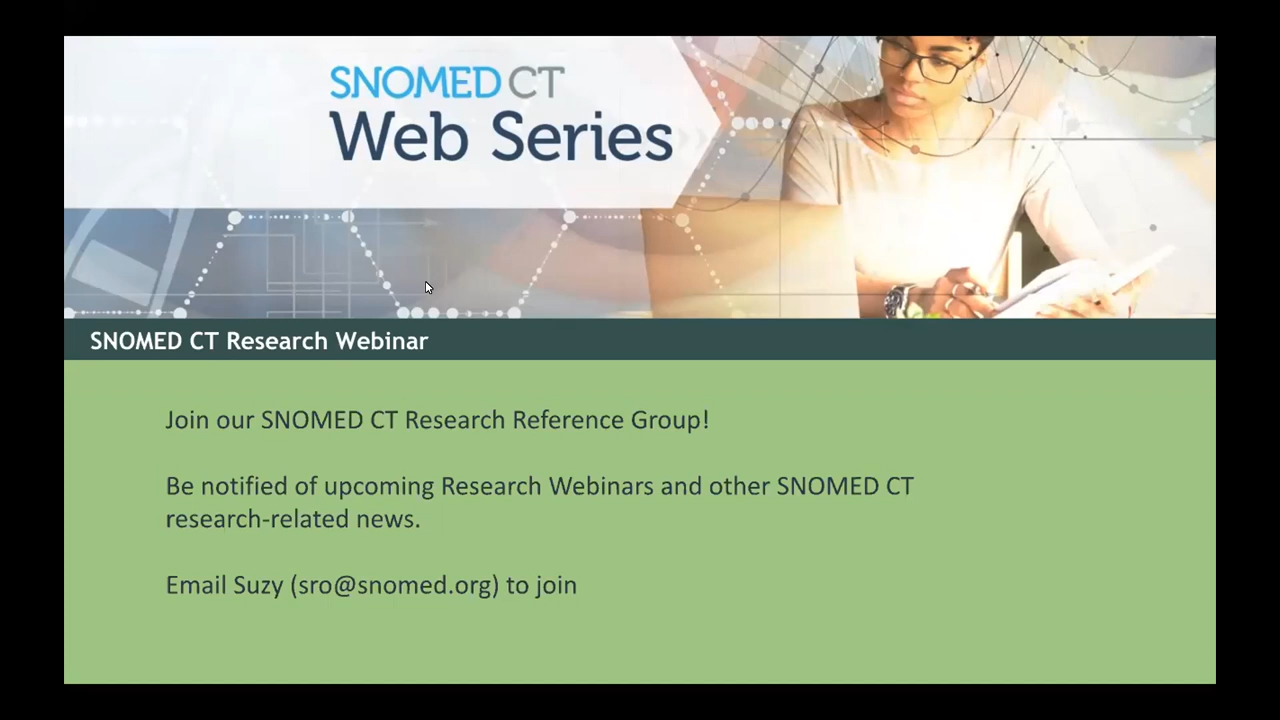 SNOMED CT
Web Series
SNOMED CT Research Webinar
Join our SNOMED CT Research Reference Group!
Be notified of upcoming Research Webinars and other SNOMED CT
research-related news.
Email Suzy (sro@snomed.org) to join